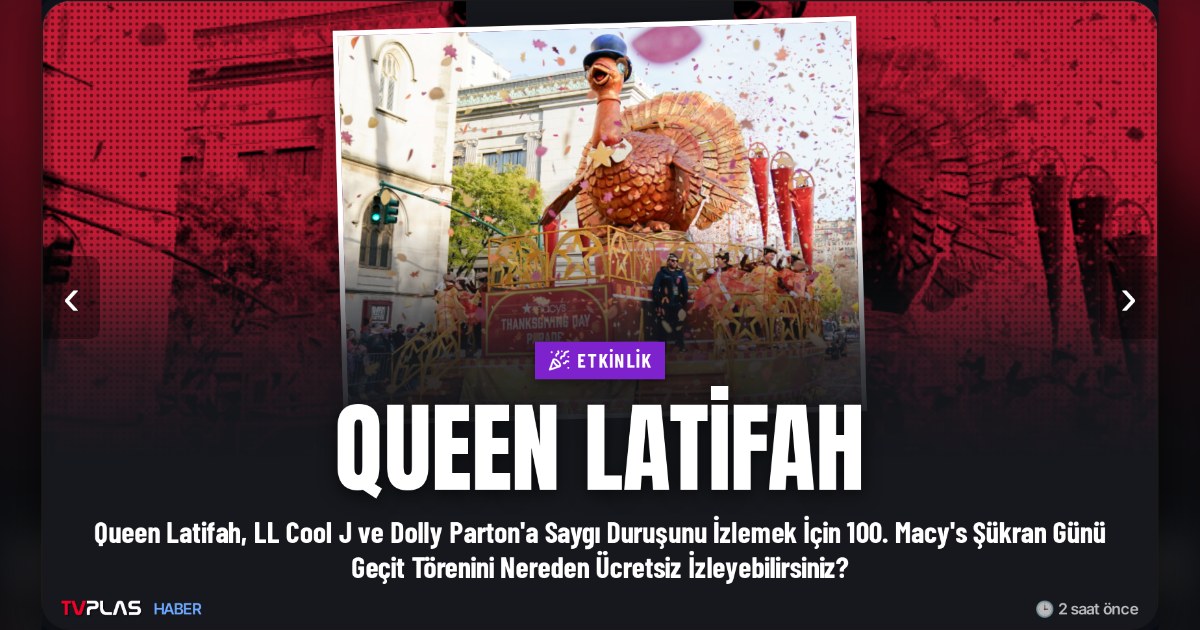 THANKSGIVING DAY
PARADE
ETKİNLİK
QUEEN LATİFAH
Queen Latifah, LL Cool J ve Dolly Parton'a Saygı Duruşunu İzlemek İçin 100. Macy's Şükran Günü
Geçit Törenini Nereden Ücretsiz İzleyebilirsiniz?
TVPLAS HABER
2 saat önce